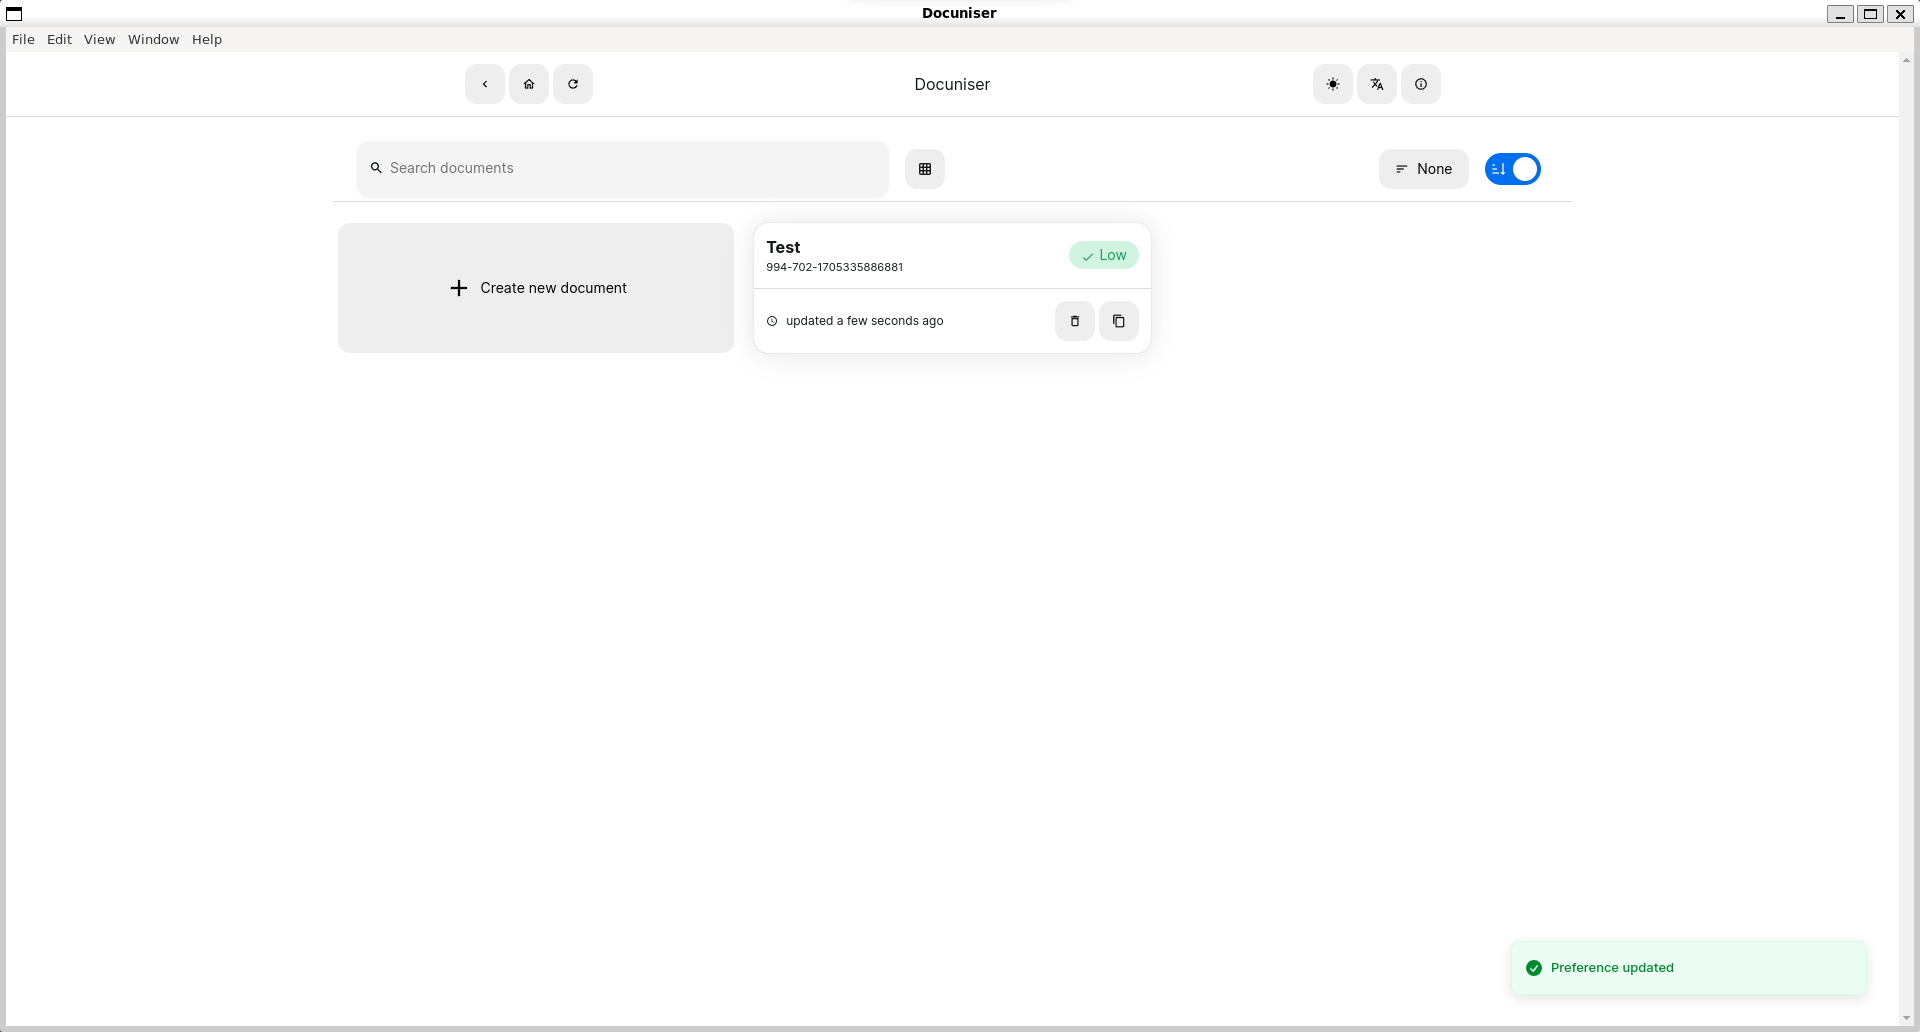 Docuniser
File Edit View Window Help
Docuniser
Search documents
None
Create new document
Test
994-702-1705335886881
Low
updated a few seconds ago
Preference updated